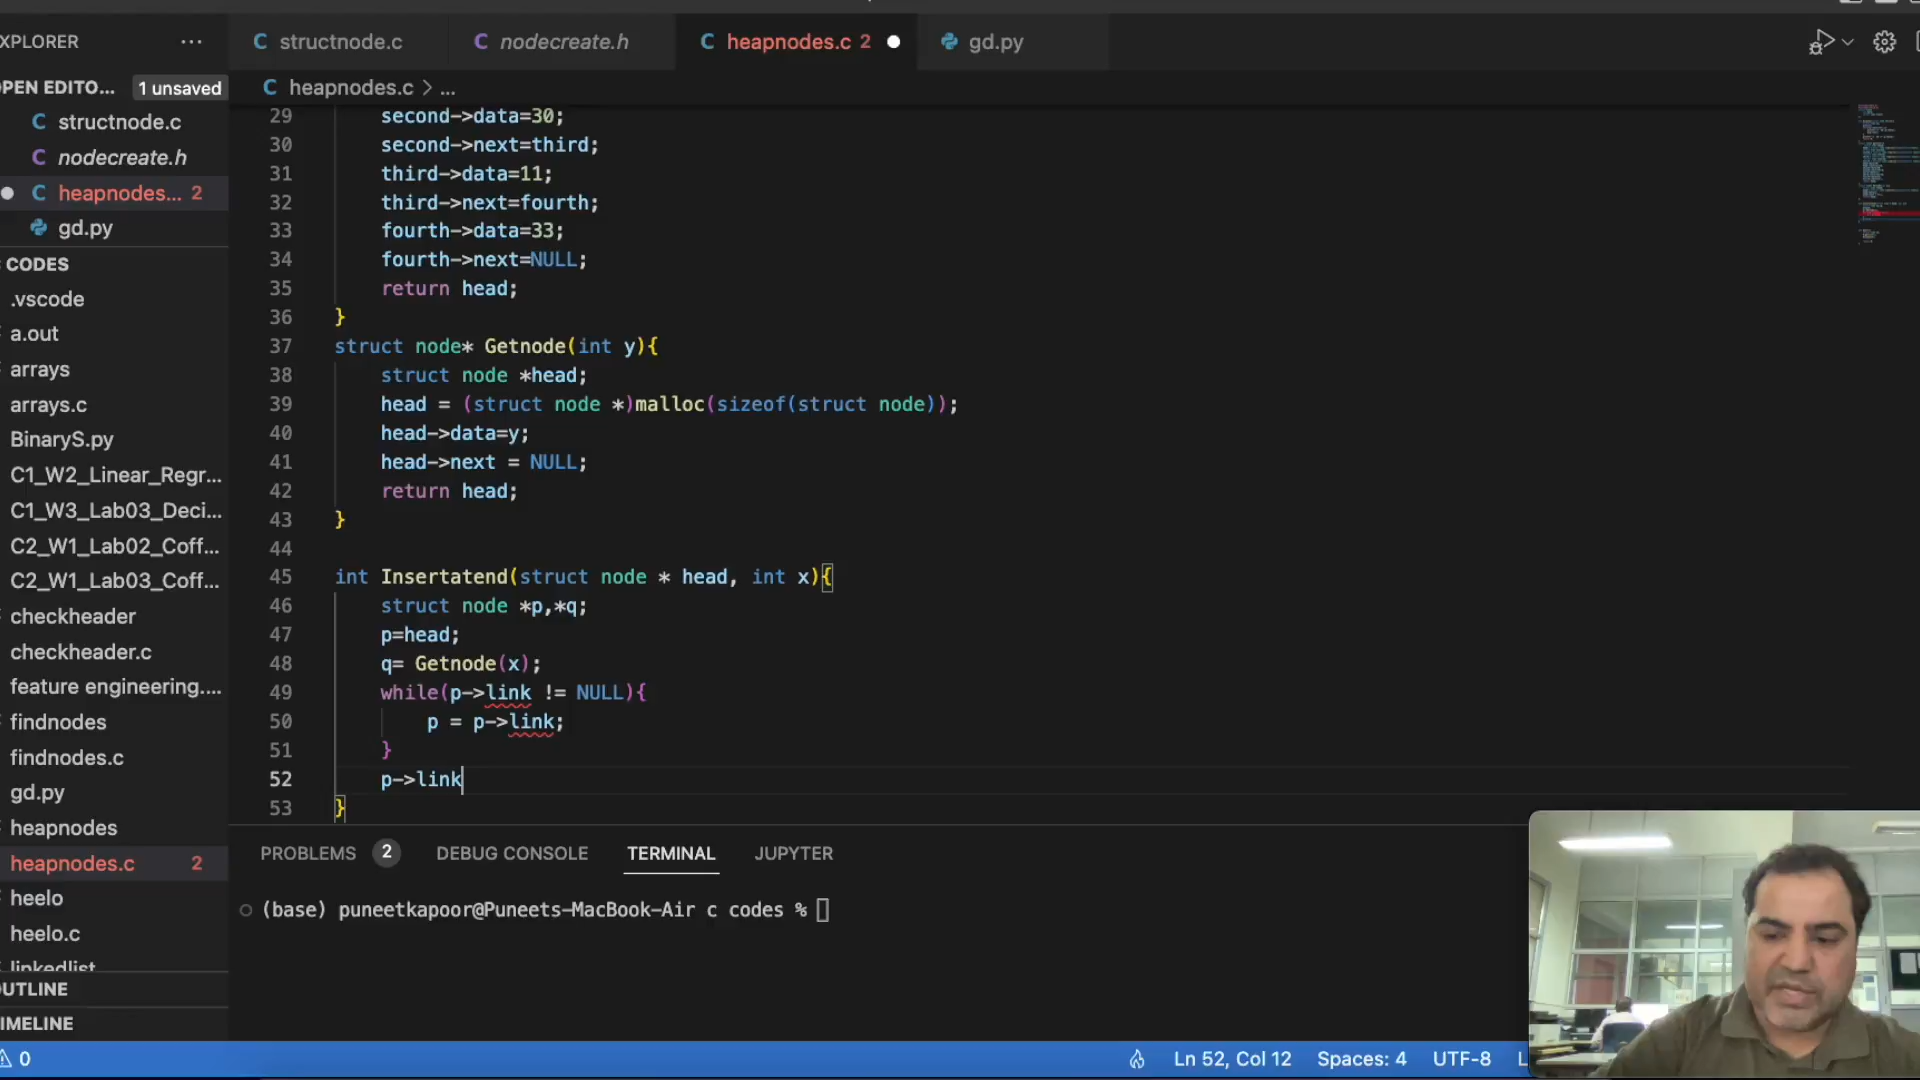 EXPLORER ...
structnode.c
nodecreate.h
heapnodes.c 2
gd.py
OPEN EDITO... 1 unsaved
heapnodes.c > ...
structnode.c
nodecreate.h
heapnodes... 2
gd.py
CODES
.vscode
a.out
arrays
arrays.c
BinaryS.py
C1_W2_Linear_Regr...
C1_W3_Lab03_Deci...
C2_W1_Lab02_Coff...
C2_W1_Lab03_Coff...
checkheader
checkheader.c
feature engineering....
findnodes
findnodes.c
gd.py
heapnodes
heapnodes.c 2
heelo
heelo.c
linkedlist
OUTLINE
TIMELINE
29 second->data=30;
30 second->next=third;
31 third->data=11;
32 third->next=fourth;
33 fourth->data=33;
34 fourth->next=NULL;
35 return head;
36 }
37 struct node* Getnode(int y){
38 struct node *head;
39 head = (struct node *)malloc(sizeof(struct node));
40 head->data=y;
41 head->next = NULL;
42 return head;
43 }
44
45 int Insertatend(struct node * head, int x){
46 struct node *p,*q;
47 p=head;
48 q= Getnode(x);
49 while(p->link != NULL){
50 p = p->link;
51 }
52 p->link
53 }
PROBLEMS 2 DEBUG CONSOLE TERMINAL JUPYTER
(base) puneetkapoor@Puneets-MacBook-Air c codes %
0
Ln 52, Col 12 Spaces: 4 UTF-8 L